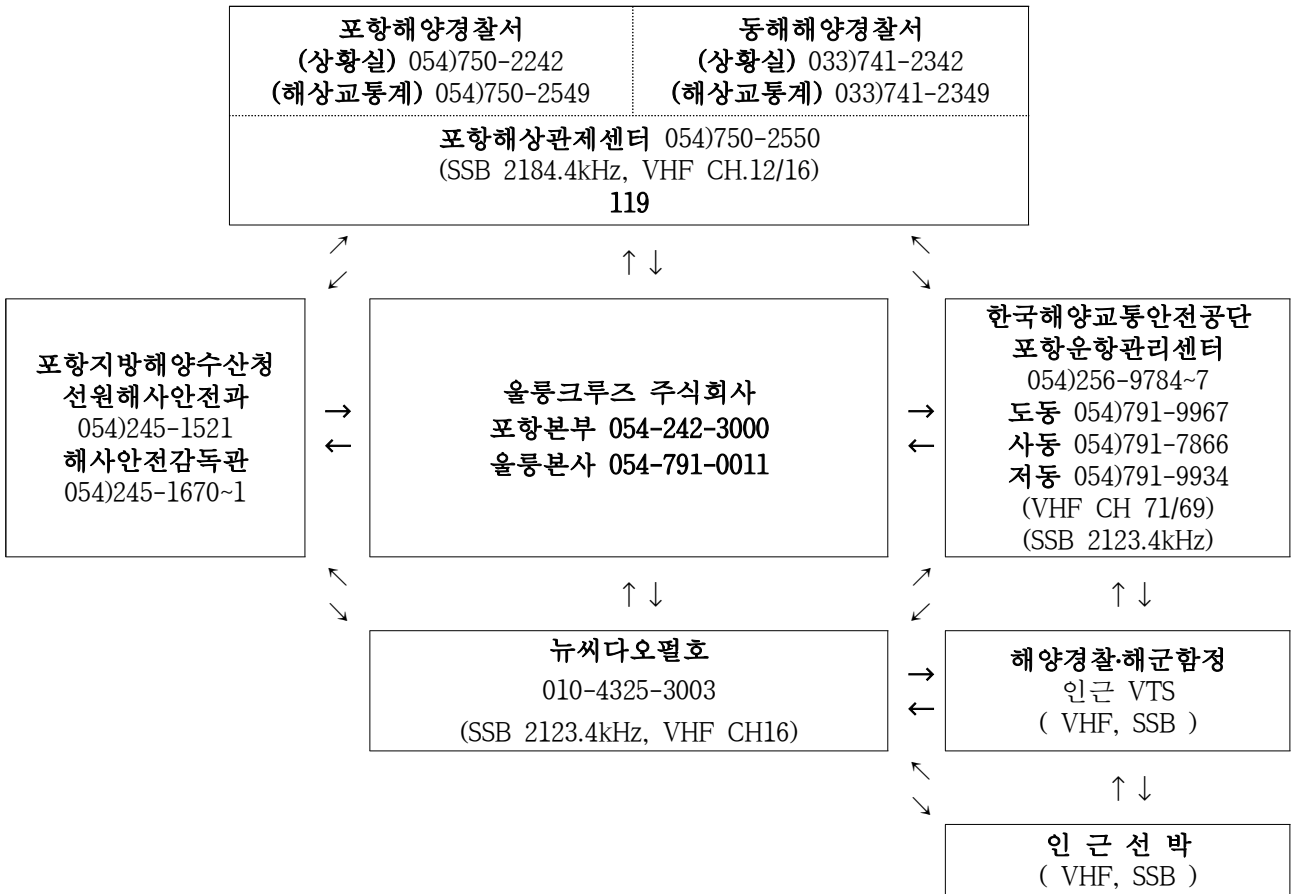 포항해양경찰서
(상황실) 054)750-2242
(해상교통계) 054)750-2549
동해해양경찰서
(상황실) 033)741-2342
(해상교통계) 033)741-2349
포항해상관제센터 054)750-2550
(SSB 2184.4kHz, VHF CH.12/16)
119
↗
↙
↑↓
↖
↘
포항지방해양수산청
선원해사안전과
054)245-1521
해사안전감독관
054)245-1670~1
→
←
울릉크루즈 주식회사
포항본부 054-242-3000
울릉본사 054-791-0011
→
←
한국해양교통안전공단
포항운항관리센터
054)256-9784~7
도동 054)791-9967
사동 054)791-7866
저동 054)791-9934
(VHF CH 71/69)
(SSB 2123.4kHz)
↖
↘
↑↓
↗
↙
↑↓
뉴씨다오펄호
010-4325-3003
(SSB 2123.4kHz, VHF CH16)
→
←
해양경찰·해군함정
인근 VTS
( VHF, SSB )
↖
↘
↑↓
인 근 선 박
( VHF, SSB )